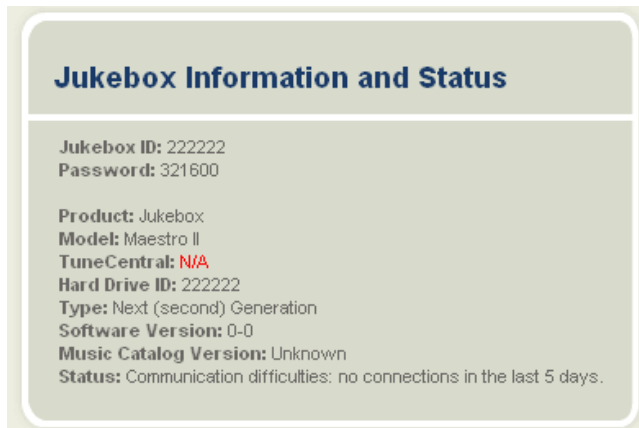 Jukebox Information and Status
Jukebox ID: 222222
Password: 321600
Product: Jukebox
Model: Maestro II
TuneCentral: N/A
Hard Drive ID: 222222
Type: Next (second) Generation
Software Version: 0-0
Music Catalog Version: Unknown
Status: Communication difficulties: no connections in the last 5 days.